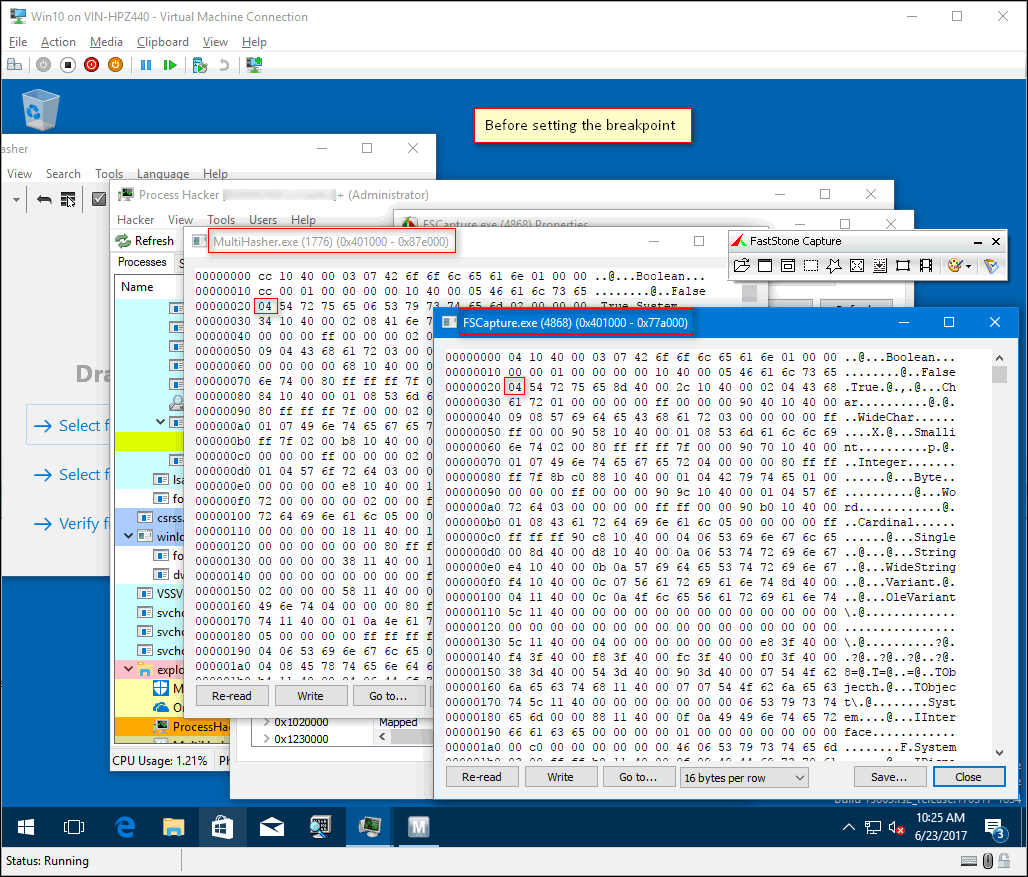 Win10 on VIN-HPZ440 - Virtual Machine Connection
File Action Media Clipboard View Help
Before setting the breakpoint
asher
View Search Tools Language Help
Process Hacker + (Administrator)
Hacker View Tools Users Help
Refresh
Processes
Name
FSCapture.exe (4868) Properties
MultiHasher.exe (1776) (0x401000 - 0x87e000)
00000000 cc 10 40 00 03 07 42 6f 6f 6c 65 61 6e 01 00 00 ..@...Boolean...
00000010 cc 00 01 00 00 00 00 10 40 00 05 46 61 6c 73 65 ........@..False
00000020 04 54 72 75 65 06 53 79 73 74 65 6d 02 00 00 00 .True.System....
00000030 34 10 40 00 02 08 41 6e 7
00000040 00 00 00 ff 00 00 00 02 0
00000050 09 04 43 68 61 72 03 00 0
00000060 00 00 00 00 68 10 40 00 0
00000070 6e 74 00 80 ff ff ff 7f 0
00000080 84 10 40 00 01 08 53 6d 6
00000090 80 ff ff ff 7f 00 00 02 0
000000a0 01 07 49 6e 74 65 67 65 7
000000b0 ff 7f 02 00 b8 10 40 00 0
000000c0 00 00 00 ff 00 00 00 02 0
000000d0 01 04 57 6f 72 64 03 00 0
000000e0 00 00 00 00 e8 10 40 00 1
000000f0 72 00 00 00 00 02 00 00 f
00000100 72 64 69 6e 61 6c 05 00 0
00000110 00 00 00 00 18 11 40 00 1
00000120 00 00 00 00 00 80 ff f
00000130 00 00 00 00 38 11 40 00 1
00000140 00 00 00 00 00 00 00 00 f
00000150 02 00 00 00 58 11 40 00 0
00000160 49 6e 74 04 00 00 00 80 f
00000170 74 11 40 00 01 0a 4e 61 7
00000180 05 00 00 00 00 ff ff ff f
00000190 04 06 53 69 6e 67 6c 65 0
000001a0 04 08 45 78 74 65 6e 64 6
Re-read Write Go to...
FastStone Capture
FSCapture.exe (4868) (0x401000 - 0x77a000)
00000000 04 10 40 00 03 07 42 6f 6f 6c 65 61 6e 01 00 00 ..@...Boolean...
00000010 00 00 01 00 00 00 00 10 40 00 05 46 61 6c 73 65 ........@..False
00000020 04 54 72 75 65 8d 40 00 2c 10 40 00 02 04 43 68 .True.@.,.@...Ch
00000030 61 72 01 00 00 00 00 ff 00 00 00 90 40 10 40 00 ar..........@.@.
00000040 09 08 57 69 64 65 43 68 61 72 03 00 00 00 00 ff ..WideChar......
00000050 ff 00 00 90 58 10 40 00 01 08 53 6d 61 6c 6c 69 ....X.@...Smalli
00000060 6e 74 02 00 80 ff ff ff 7f 00 00 90 70 10 40 00 nt..........p.@.
00000070 01 07 49 6e 74 65 67 65 72 04 00 00 00 80 ff ff ..Integer.......
00000080 ff 7f 8b c0 88 10 40 00 01 04 42 79 74 65 01 00 ......@...Byte..
00000090 00 00 00 ff 00 00 00 90 9c 10 40 00 01 04 57 6f ..........@...Wo
000000a0 72 64 03 00 00 00 00 ff ff 00 00 90 b0 10 40 00 rd............@.
000000b0 01 08 43 61 72 64 69 6e 61 6c 05 00 00 00 00 ff ..Cardinal......
000000c0 ff ff ff 90 c8 10 40 00 04 06 53 69 6e 67 6c 65 ......@...Single
000000d0 00 8d 40 00 d8 10 40 00 0a 06 53 74 72 69 6e 67 ..@...@...String
000000e0 e4 10 40 00 0b 0a 57 69 64 65 53 74 72 69 6e 67 ..@...WideString
000000f0 f4 10 40 00 0c 07 56 61 72 69 61 6e 74 8d 40 00 ..@...Variant.@.
00000100 04 11 40 00 0c 0a 4f 6c 65 56 61 72 69 61 6e 74 ..@...OleVariant
00000110 5c 11 40 00 00 00 00 00 00 00 00 00 00 00 00 00 \.@.............
00000120 00 00 00 00 00 00 00 00 00 00 00 00 00 00 00 00 ................
00000130 5c 11 40 00 04 00 00 00 00 00 00 00 e8 3f 40 00 \.@..........?@.
00000140 f4 3f 40 00 f8 3f 40 00 fc 3f 40 00 f0 3f 40 00 .?@..?@..?@..?@.
00000150 38 3d 40 00 54 3d 40 00 90 3d 40 00 07 54 4f 62 8=@.T=@..=@..TOb
00000160 6a 65 63 74 68 11 40 00 07 07 54 4f 62 6a 65 63 jecth.@...TObjec
00000170 74 5c 11 40 00 00 00 00 00 00 00 06 53 79 73 74 t\.@........Syst
00000180 65 6d 00 00 88 11 40 00 0f 0a 49 49 6e 74 65 72 em....@...IInter
00000190 66 61 63 65 00 00 00 00 01 00 00 00 00 00 00 00 face............
000001a0 00 c0 00 00 00 00 00 00 46 06 53 79 73 74 65 6d ........F.System
Re-read Write Go to... 16 bytes per row Save... Close
Select f
Select f
Verify f
lsa
fo
csrss.
winlo
fo
dw
VSSV
svcho
svcho
svcho
explo
M
On
ProcessHac
0x1020000 Mapped
0x1230000
CPU Usage: 1.21%
10:25 AM
6/23/2017
3
M
Status: Running